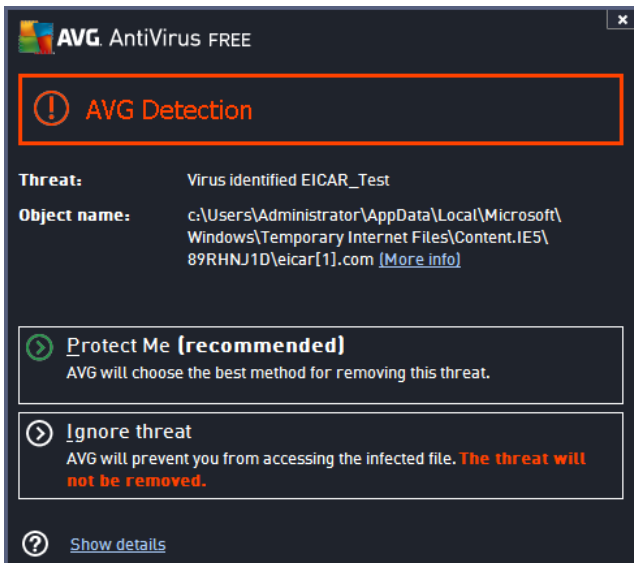 AVG. AntiVirus FREE
AVG Detection
Threat: Virus identified EICAR_Test
Object name: c:\Users\Administrator\AppData\Local\Microsoft\
Windows\Temporary Internet Files\Content.IE5\
89RHNJ1D\eicar[1].com (More info)
Protect Me (recommended)
AVG will choose the best method for removing this threat.
Ignore threat
AVG will prevent you from accessing the infected file. The threat will
not be removed.
Show details